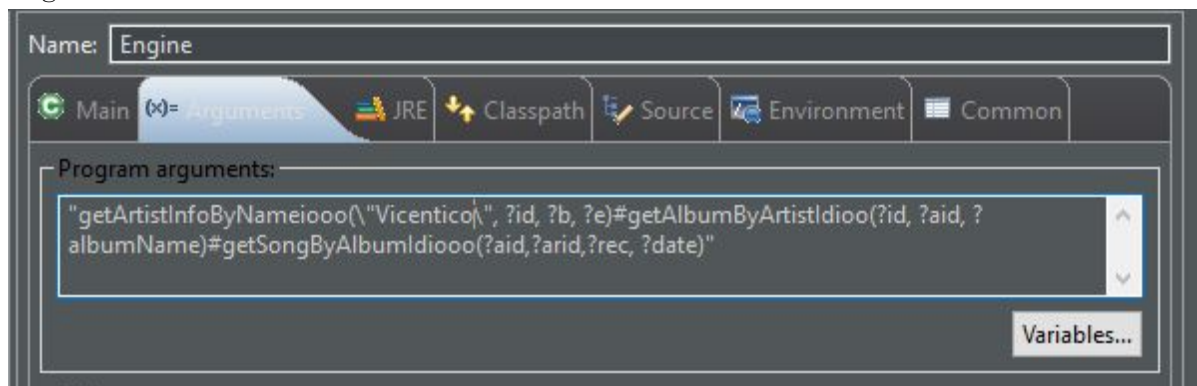 Name: Engine
Main (x)= Arguments JRE Classpath Source Environment Common
Program arguments:
"getArtistInfoByNameiooo(\"Vicentico\", ?id, ?b, ?e)#getAlbumByArtistIdioo(?id, ?aid, ?
albumName)#getSongByAlbumIdiooo(?aid,?arid,?rec, ?date)"
Variables...